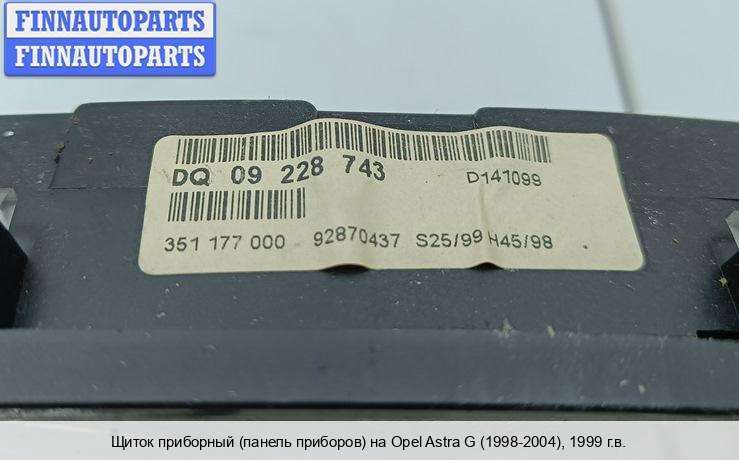 FINNAUTOPARTS
FINNAUTOPARTS
DQ 09 228 743 D141099
351 177 000 92870437 S25/99 H45/98
Щиток приборный (панель приборов) на Opel Astra G (1998-2004), 1999 г.в.